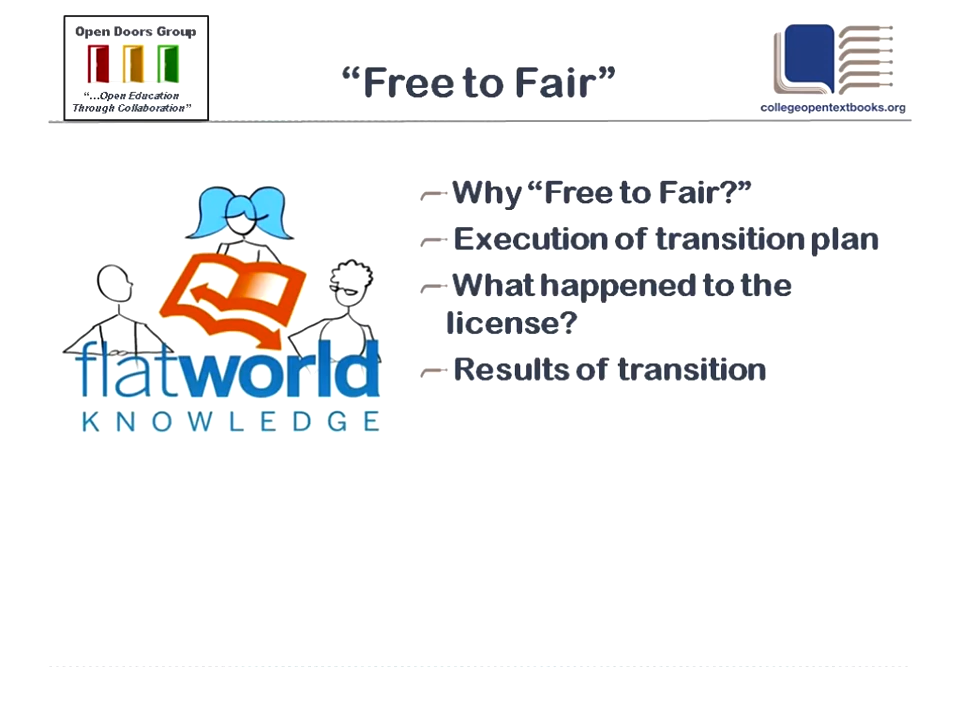 Open Doors Group
“...Open Education
Through Collaboration”
“Free to Fair”
collegeopentextbooks.org
Why “Free to Fair?”
Execution of transition plan
What happened to the
license?
Results of transition
flatworld
KNOWLEDGE